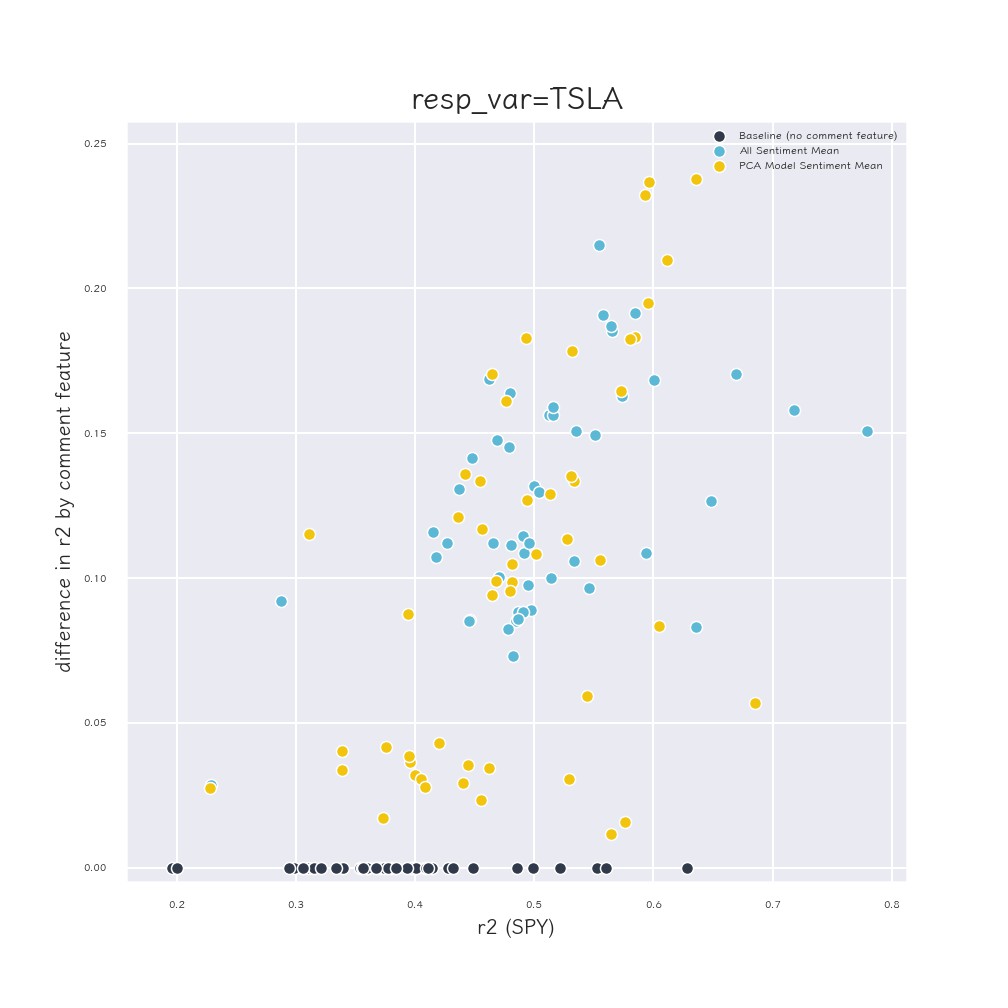 resp_var=TSLA
Baseline (no comment feature)
All Sentiment Mean
PCA Model Sentiment Mean
difference in r2 by comment feature
0.25
0.20
0.15
0.10
0.05
0.00
0.2 0.3 0.4 0.5 0.6 0.7 0.8
r2 (SPY)